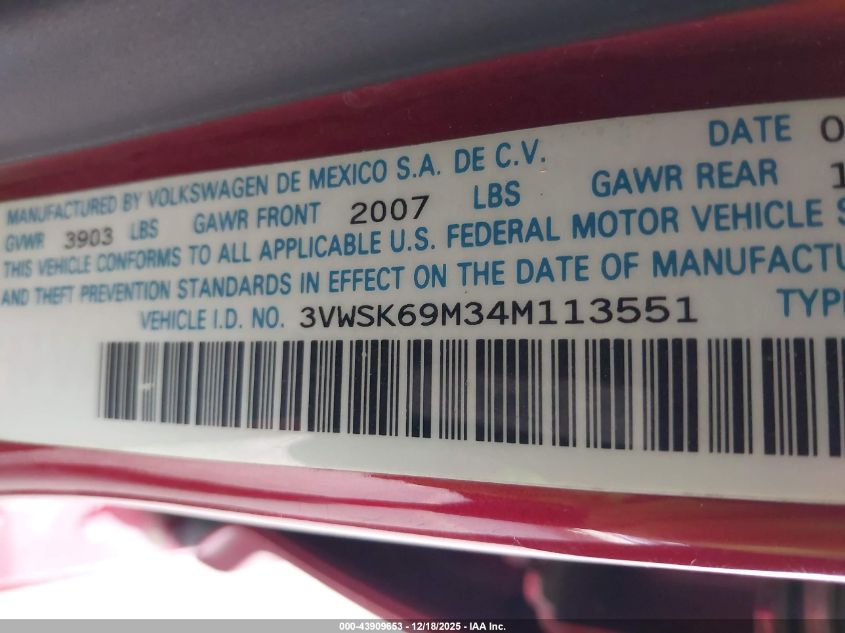 DATE 0
MANUFACTURED BY VOLKSWAGEN DE MEXICO S.A. DE C.V.
GVWR 3903 LBS GAWR FRONT 2007 LBS GAWR REAR 1
THIS VEHICLE CONFORMS TO ALL APPLICABLE U.S. FEDERAL MOTOR VEHICLE S
AND THEFT PREVENTION STANDARDS IN EFFECT ON THE DATE OF MANUFACTU
VEHICLE I.D. NO. 3VWSK69M34M113551 TYPE
000-43909653 - 12/18/2025 - IAA Inc.